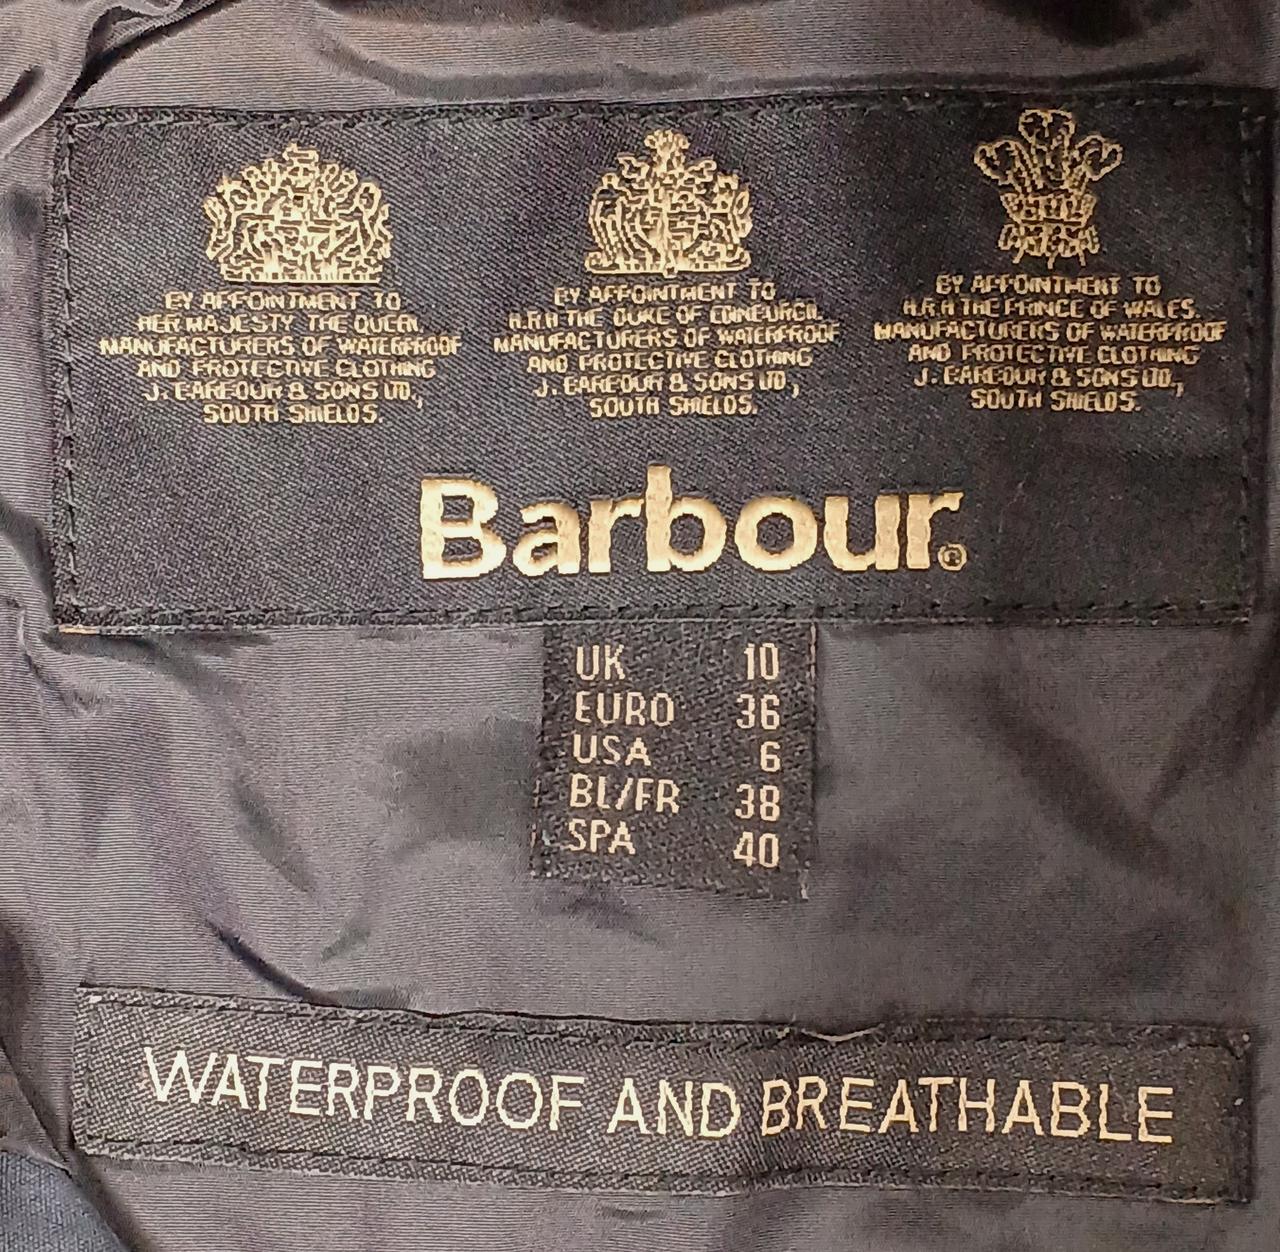 BY APPOINTMENT TO
HER MAJESTY THE QUEEN,
MANUFACTURERS OF WATERPROOF
AND PROTECTIVE CLOTHING
J. BARBOUR & SONS LTD.,
SOUTH SHIELDS.
BY APPOINTMENT TO
H.R.H THE DUKE OF EDINBURGH,
MANUFACTURERS OF WATERPROOF
AND PROTECTIVE CLOTHING
J. BARBOUR & SONS LTD,
SOUTH SHIELDS.
BY APPOINTMENT TO
H.R.H THE PRINCE OF WALES.
MANUFACTURERS OF WATERPROOF
AND PROTECTIVE CLOTHING
J. BARBOUR & SONS LTD.,
SOUTH SHIELDS.
Barbour®
UK 10
EURO 36
USA 6
BL/FR 38
SPA 40
WATERPROOF AND BREATHABLE